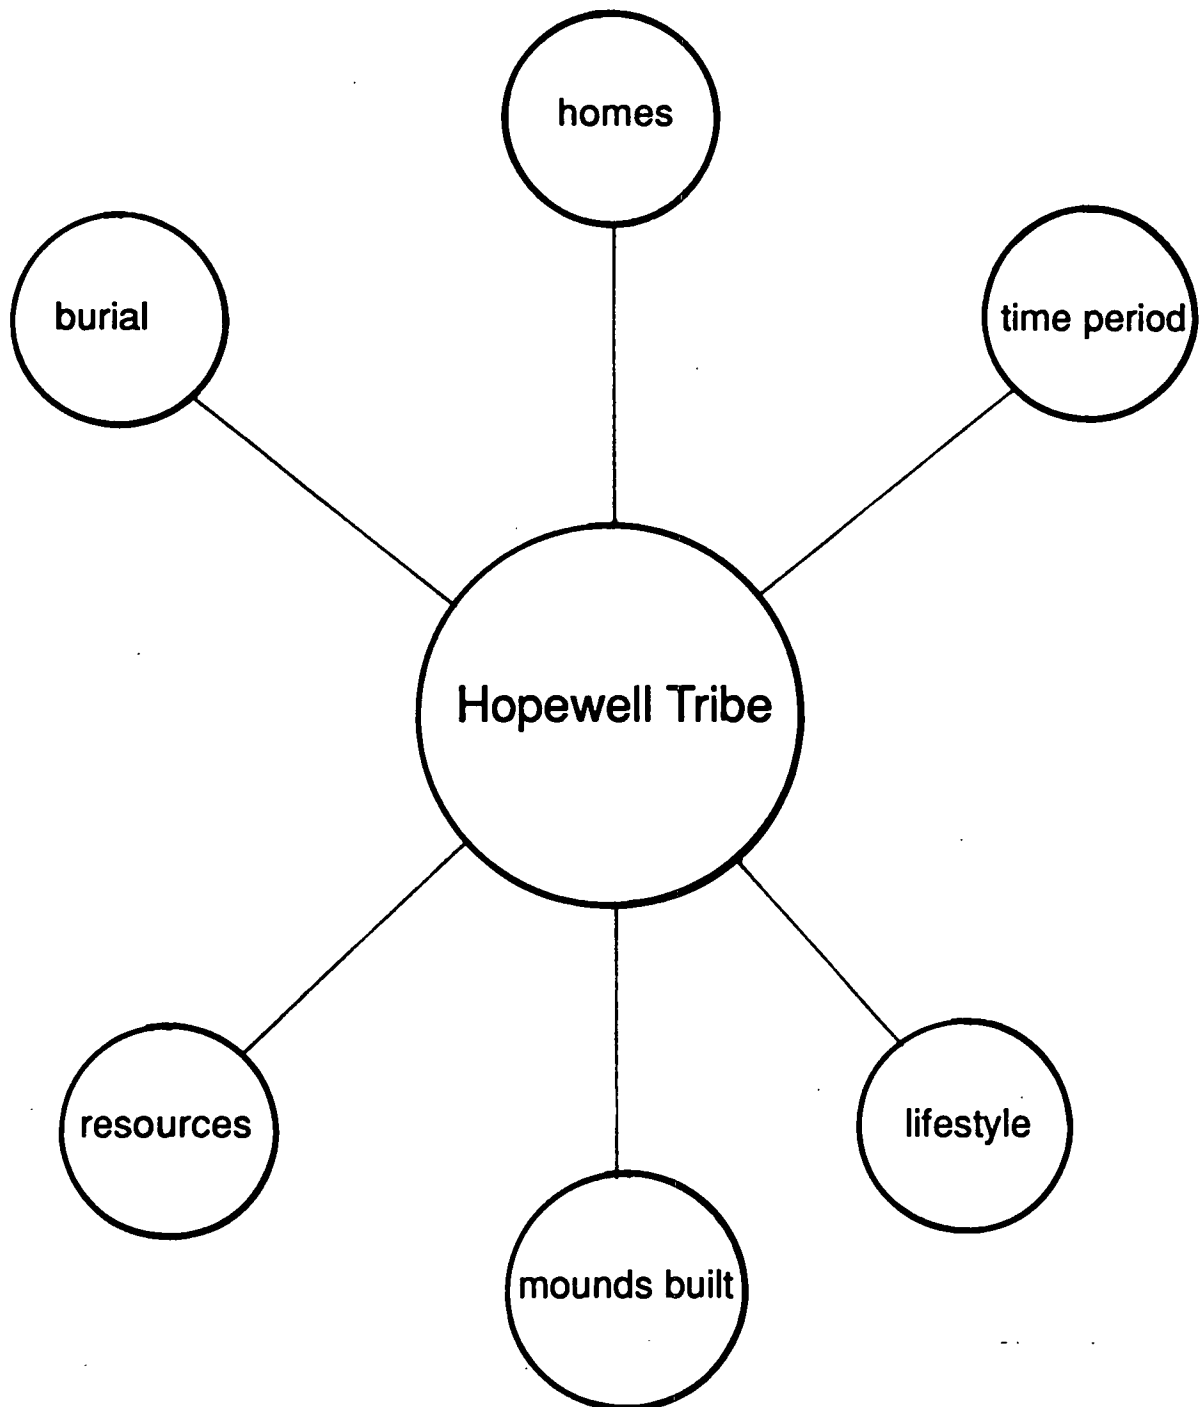 homes
burial
time period
Hopewell Tribe
resources
lifestyle
mounds built